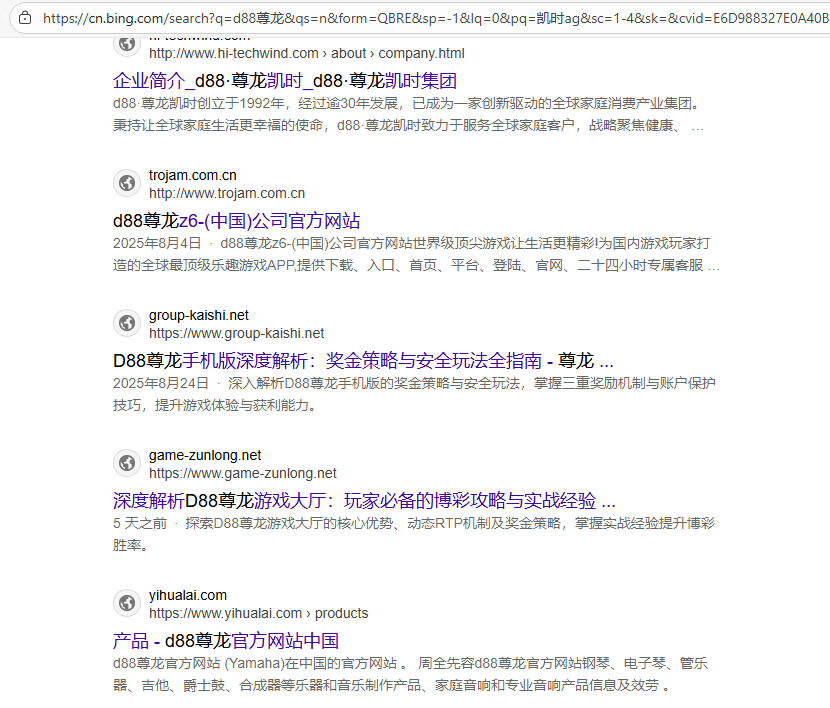 https://cn.bing.com/search?q=d88尊龙&qs=n&form=QBRE&sp=-1&lq=0&pq=凯时ag&sc=1-4&sk=&cvid=E6D988327E0A40B
hi-techwind.com
http://www.hi-techwind.com › about › company.html
企业简介_d88·尊龙凯时_d88·尊龙凯时集团
d88·尊龙凯时创立于1992年，经过逾30年发展，已成为一家创新驱动的全球家庭消费产业集团。
秉持让全球家庭生活更幸福的使命，d88·尊龙凯时致力于服务全球家庭客户，战略聚焦健康、 …
trojam.com.cn
http://www.trojam.com.cn
d88尊龙z6-(中国)公司官方网站
2025年8月4日 · d88尊龙z6-(中国)公司官方网站世界级顶尖游戏让生活更精彩!为国内游戏玩家打
造的全球最顶级乐趣游戏APP,提供下载、入口、首页、平台、登陆、官网、二十四小时专属客服 …
group-kaishi.net
https://www.group-kaishi.net
D88尊龙手机版深度解析：奖金策略与安全玩法全指南 - 尊龙 ...
2025年8月24日 · 深入解析D88尊龙手机版的奖金策略与安全玩法，掌握三重奖励机制与账户保护
技巧，提升游戏体验与获利能力。
game-zunlong.net
https://www.game-zunlong.net
深度解析D88尊龙游戏大厅：玩家必备的博彩攻略与实战经验 ...
5 天之前 · 探索D88尊龙游戏大厅的核心优势、动态RTP机制及奖金策略，掌握实战经验提升博彩
胜率。
yihualai.com
https://www.yihualai.com › products
产品 - d88尊龙官方网站中国
d88尊龙官方网站 (Yamaha)在中国的官方网站 。 周全先容d88尊龙官方网站钢琴、电子琴、管乐
器、吉他、爵士鼓、合成器等乐器和音乐制作产品、家庭音响和专业音响产品信息及效劳 。